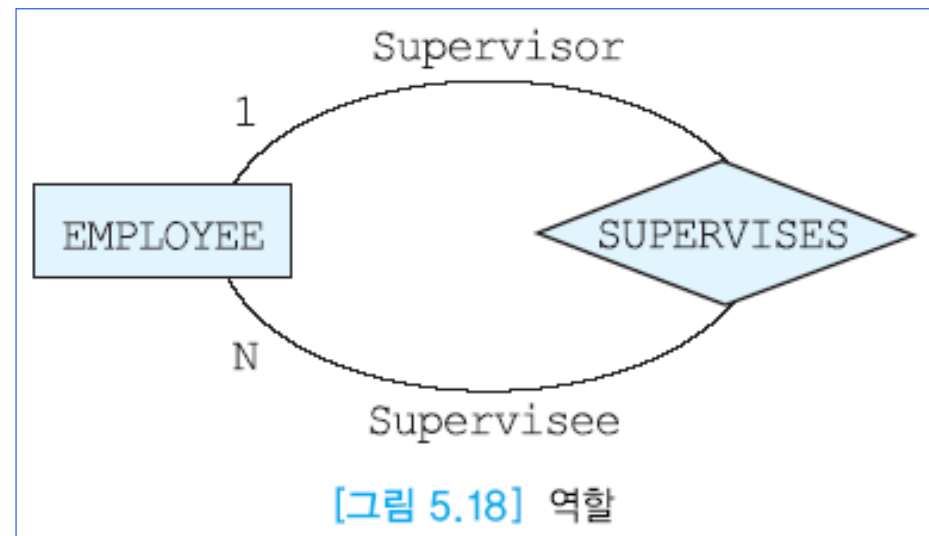 Supervisor
1
EMPLOYEE
SUPERVISES
N
Supervisee
[그림 5.18] 역할